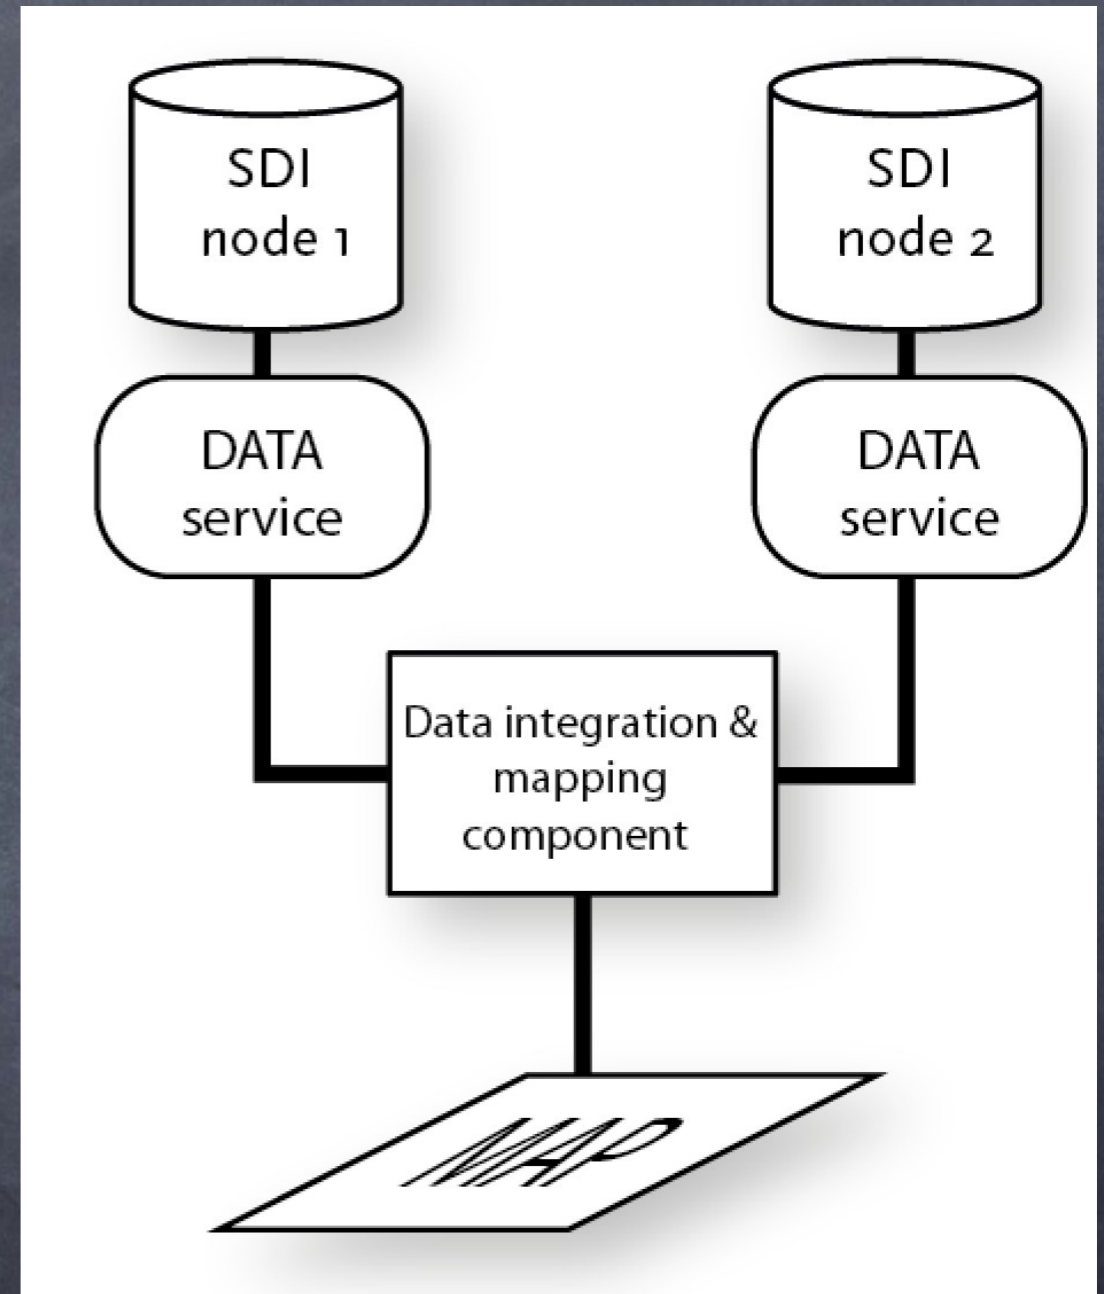 SDI
node 1
SDI
node 2
DATA
service
DATA
service
Data integration &
mapping
component
MAP